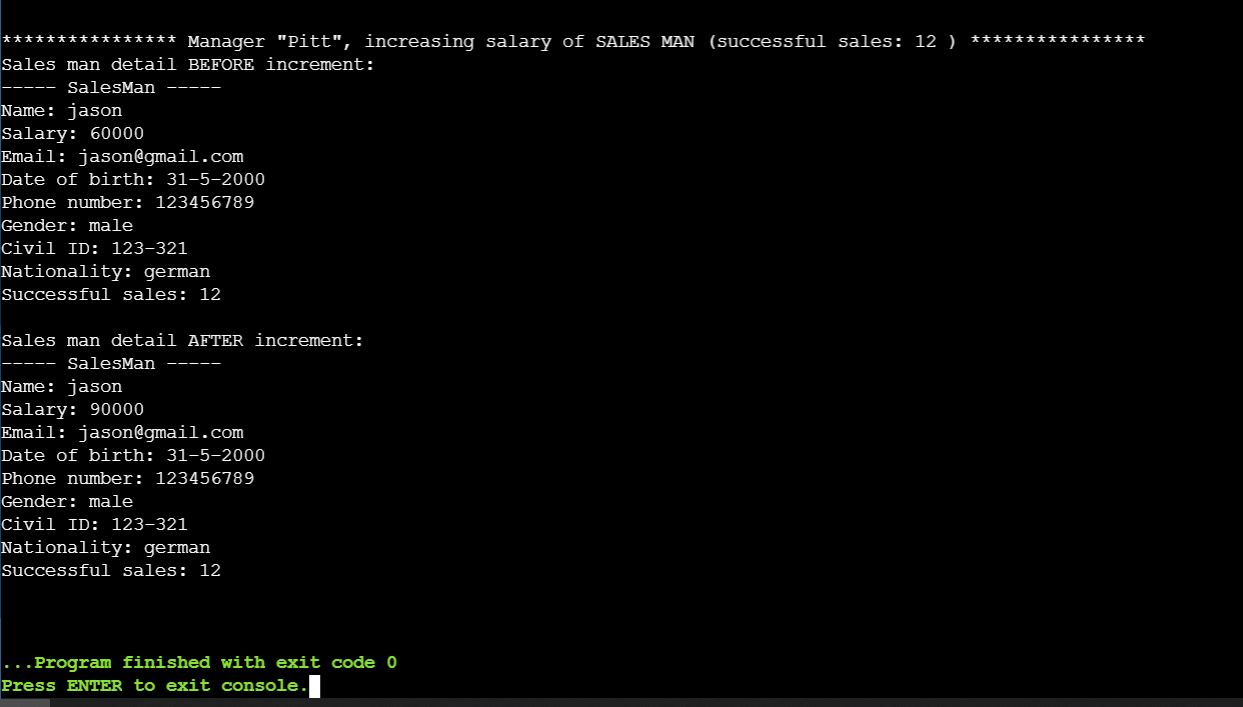 **************** Manager "Pitt", increasing salary of SALES MAN (successful sales: 12 ) ****************
Sales man detail BEFORE increment:
----- SalesMan -----
Name: jason
Salary: 60000
Email: jason@gmail.com
Date of birth: 31-5-2000
Phone number: 123456789
Gender: male
Civil ID: 123-321
Nationality: german
Successful sales: 12
Sales man detail AFTER increment:
----- SalesMan -----
Name: jason
Salary: 90000
Email: jason@gmail.com
Date of birth: 31-5-2000
Phone number: 123456789
Gender: male
Civil ID: 123-321
Nationality: german
Successful sales: 12
...Program finished with exit code 0
Press ENTER to exit console.